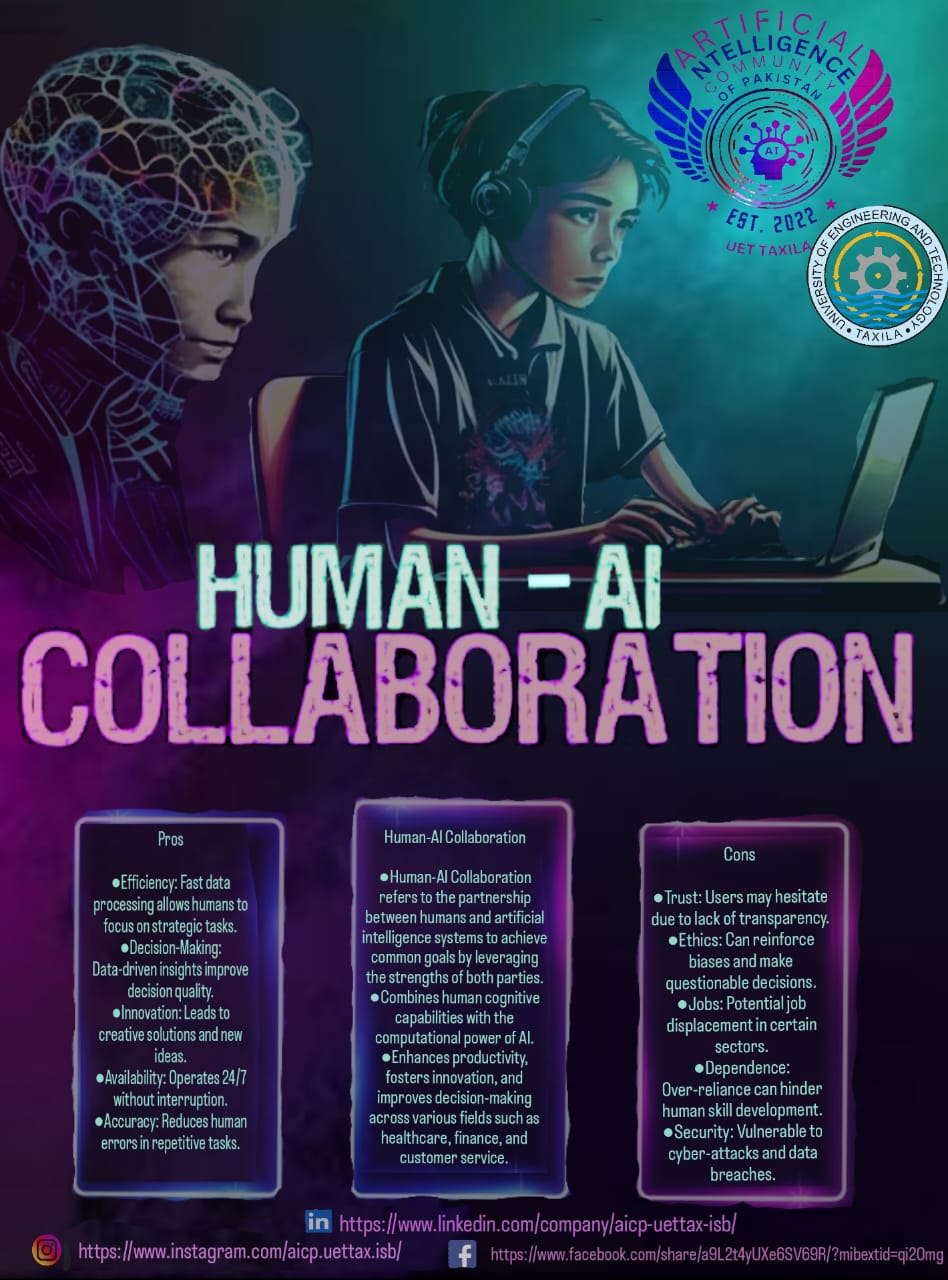 ARTIFICIAL
NTELLIGENCE
COMMUNITY
OF PAKISTAN
AI
EST. 2022
UET TAXILA
UNIVERSITY OF ENGINEERING AND TECHNOLOGY
• TAXILA •
HUMAN - AI
COLLABORATION
Pros
●Efficiency: Fast data
processing allows humans to
focus on strategic tasks.
●Decision-Making:
Data-driven insights improve
decision quality.
●Innovation: Leads to
creative solutions and new
ideas.
●Availability: Operates 24/7
without interruption.
●Accuracy: Reduces human
errors in repetitive tasks.
Human-AI Collaboration
●Human-AI Collaboration
refers to the partnership
between humans and artificial
intelligence systems to achieve
common goals by leveraging
the strengths of both parties.
●Combines human cognitive
capabilities with the
computational power of AI.
●Enhances productivity,
fosters innovation, and
improves decision-making
across various fields such as
healthcare, finance, and
customer service.
Cons
●Trust: Users may hesitate
due to lack of transparency.
●Ethics: Can reinforce
biases and make
questionable decisions.
●Jobs: Potential job
displacement in certain
sectors.
●Dependence:
Over-reliance can hinder
human skill development.
●Security: Vulnerable to
cyber-attacks and data
breaches.
in https://www.linkedin.com/company/aicp-uettax-isb/
https://www.instagram.com/aicp.uettax.isb/
f https://www.facebook.com/share/a9L2t4yUXe6SV69R/?mibextid=qi2Omg